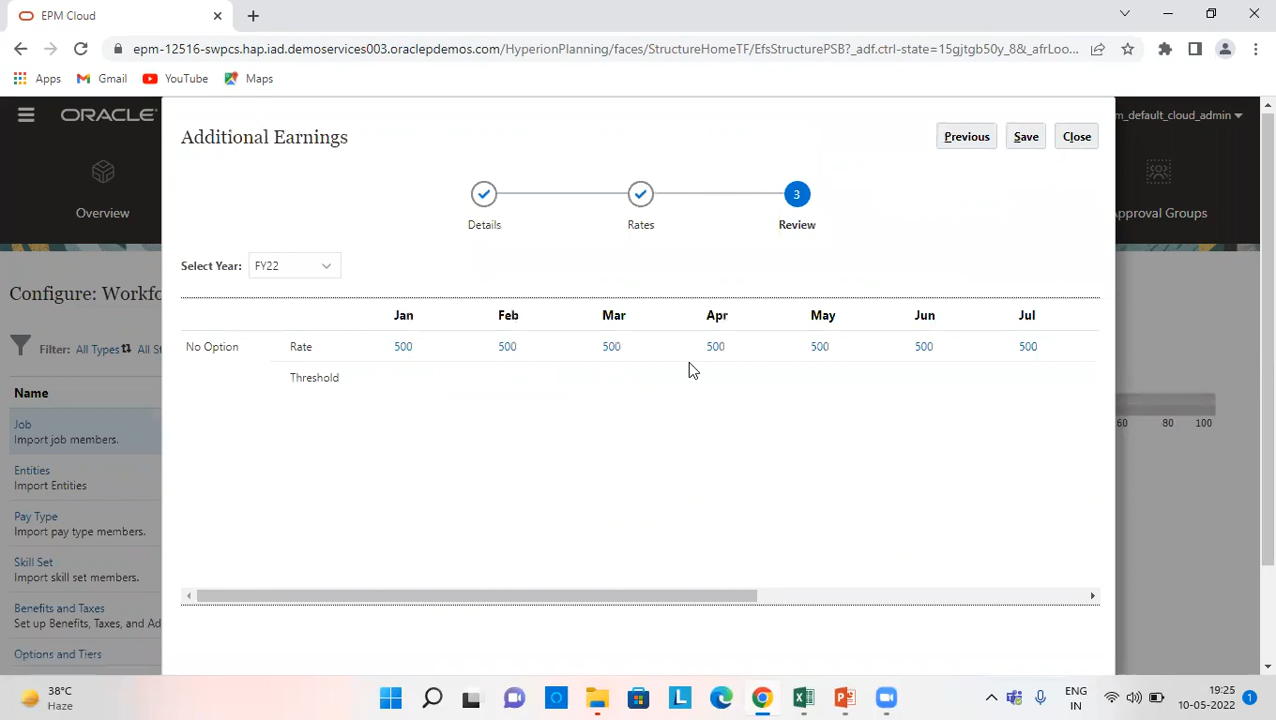 EPM Cloud
epm-12516-swpcs.hap.iad.demoservices003.oraclepdemos.com/HyperionPlanning/faces/StructureHomeTF/EfsStructurePSB?_adf.ctrl-state=15gjtgb50y_8&_afrLoo...
Apps Gmail YouTube Maps
ORACLE
m_default_cloud_admin
Additional Earnings
Previous Save Close
Overview
pproval Groups
3
Details Rates Review
Select Year: FY22
Configure: Workfo
Jan Feb Mar Apr May Jun Jul
Filter: All Types All St
No Option Rate 500 500 500 500 500 500 500
Threshold
Name
Job
Import job members.
60 80 100
Entities
Import Entities
Pay Type
Import pay type members.
Skill Set
Import skill set members.
Benefits and Taxes
Set up Benefits, Taxes, and Ad
Options and Tiers
38°C
Haze
ENG
IN
19:25
10-05-2022
1